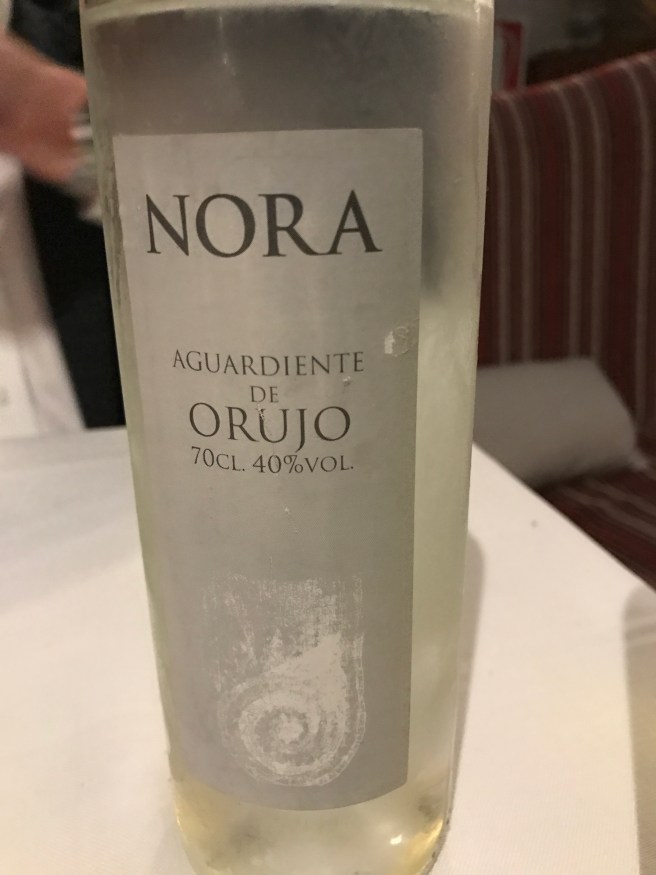 NORA
AGUARDIENTE
DE
ORUJO
70CL. 40%VOL.